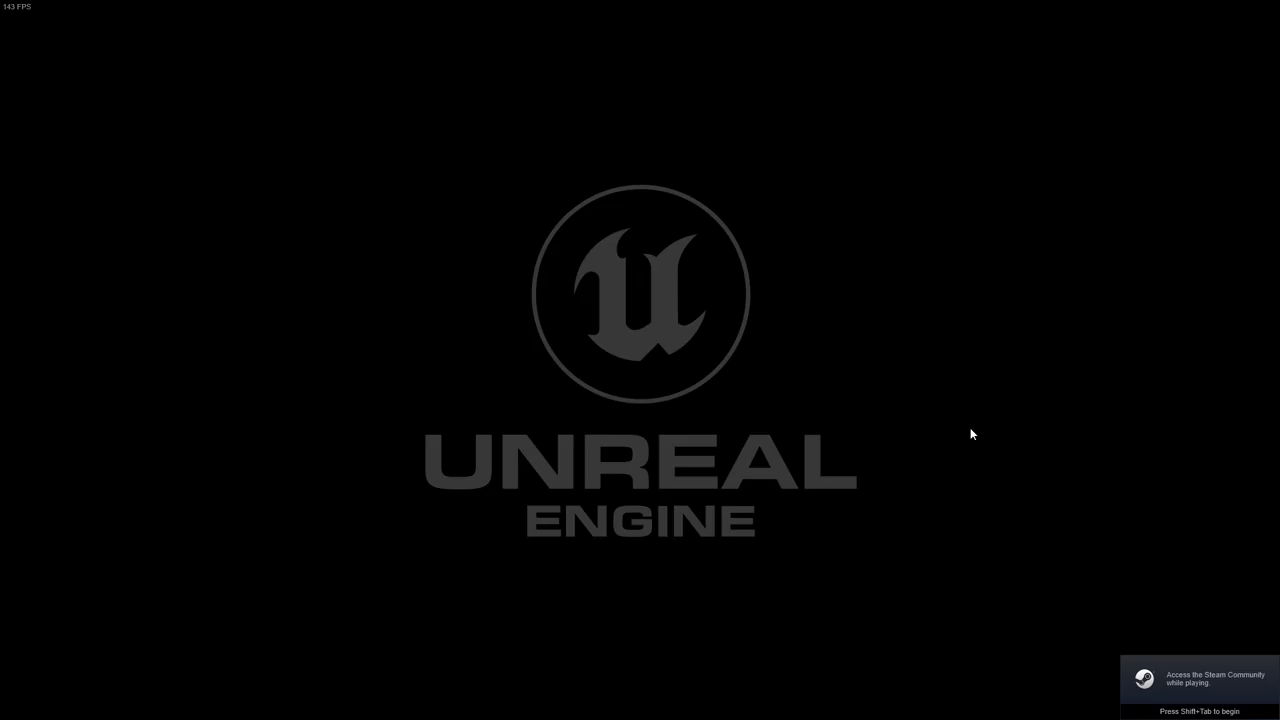 143 FPS
UNREAL
ENGINE
Access the Steam Community
while playing.
Press Shift+Tab to begin